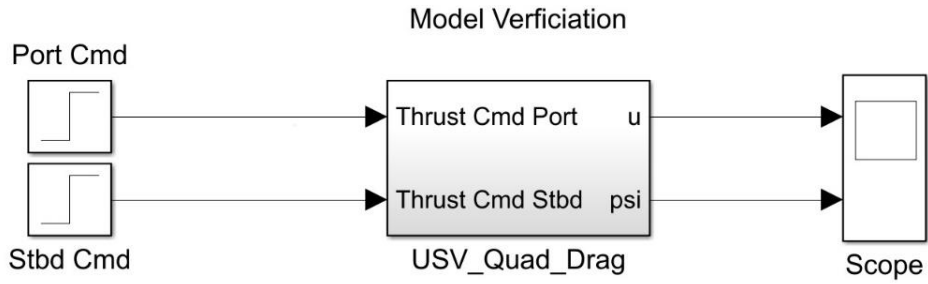 Model Verficiation
Port Cmd
Thrust Cmd Port u
Thrust Cmd Stbd psi
Stbd Cmd
USV_Quad_Drag
Scope